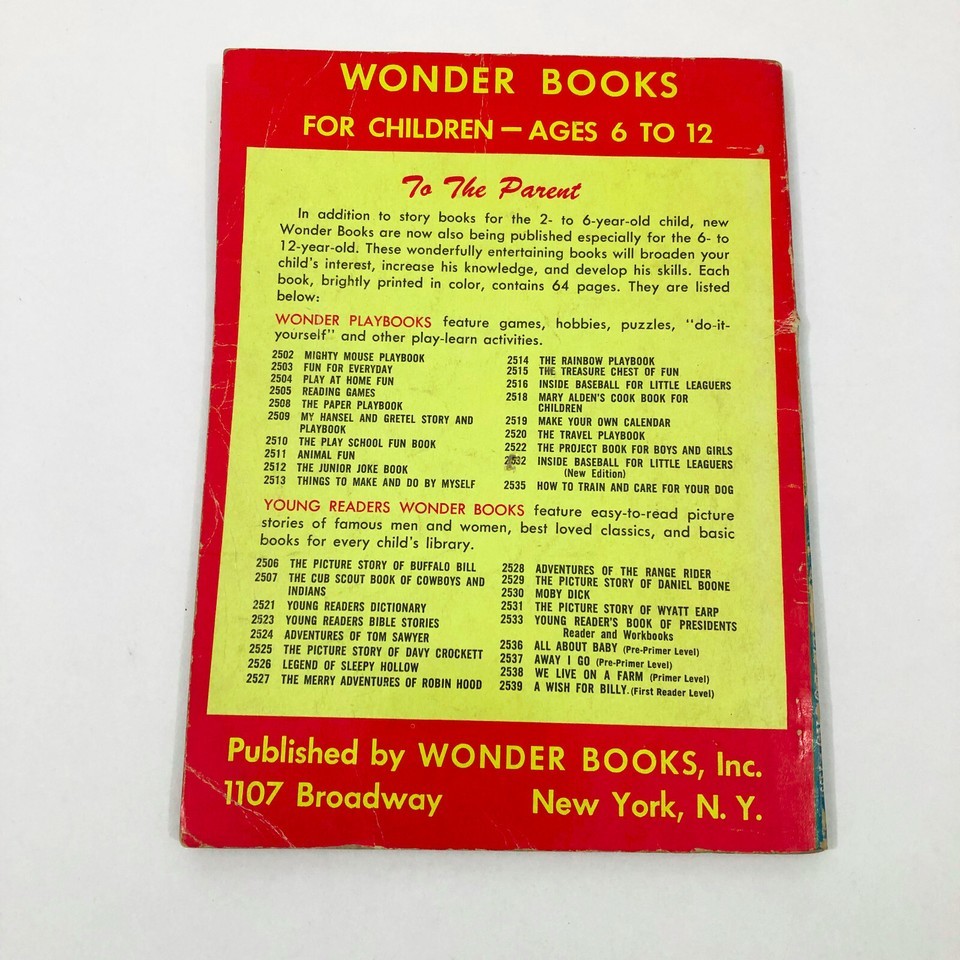 WONDER BOOKS
FOR CHILDREN — AGES 6 TO 12
To The Parent
In addition to story books for the 2- to 6-year-old child, new
Wonder Books are now also being published especially for the 6- to
12-year-old. These wonderfully entertaining books will broaden your
child's interest, increase his knowledge, and develop his skills. Each
book, brightly printed in color, contains 64 pages. They are listed
below:
WONDER PLAYBOOKS feature games, hobbies, puzzles, "do-it-
yourself" and other play-learn activities.
2502 MIGHTY MOUSE PLAYBOOK
2503 FUN FOR EVERYDAY
2504 PLAY AT HOME FUN
2505 READING GAMES
2508 THE PAPER PLAYBOOK
2509 MY HANSEL AND GRETEL STORY AND
PLAYBOOK
2510 THE PLAY SCHOOL FUN BOOK
2511 ANIMAL FUN
2512 THE JUNIOR JOKE BOOK
2513 THINGS TO MAKE AND DO BY MYSELF
2514 THE RAINBOW PLAYBOOK
2515 THE TREASURE CHEST OF FUN
2516 INSIDE BASEBALL FOR LITTLE LEAGUERS
2518 MARY ALDEN'S COOK BOOK FOR
CHILDREN
2519 MAKE YOUR OWN CALENDAR
2520 THE TRAVEL PLAYBOOK
2522 THE PROJECT BOOK FOR BOYS AND GIRLS
2532 INSIDE BASEBALL FOR LITTLE LEAGUERS
(New Edition)
2535 HOW TO TRAIN AND CARE FOR YOUR DOG
YOUNG READERS WONDER BOOKS feature easy-to-read picture
stories of famous men and women, best loved classics, and basic
books for every child's library.
2506 THE PICTURE STORY OF BUFFALO BILL
2507 THE CUB SCOUT BOOK OF COWBOYS AND
INDIANS
2521 YOUNG READERS DICTIONARY
2523 YOUNG READERS BIBLE STORIES
2524 ADVENTURES OF TOM SAWYER
2525 THE PICTURE STORY OF DAVY CROCKETT
2526 LEGEND OF SLEEPY HOLLOW
2527 THE MERRY ADVENTURES OF ROBIN HOOD
2528 ADVENTURES OF THE RANGE RIDER
2529 THE PICTURE STORY OF DANIEL BOONE
2530 MOBY DICK
2531 THE PICTURE STORY OF WYATT EARP
2533 YOUNG READER'S BOOK OF PRESIDENTS
Reader and Workbooks
2536 ALL ABOUT BABY (Pre-Primer Level)
2537 AWAY I GO (Pre-Primer Level)
2538 WE LIVE ON A FARM (Primer Level)
2539 A WISH FOR BILLY. (First Reader Level)
Published by WONDER BOOKS, Inc.
1107 Broadway New York, N. Y.